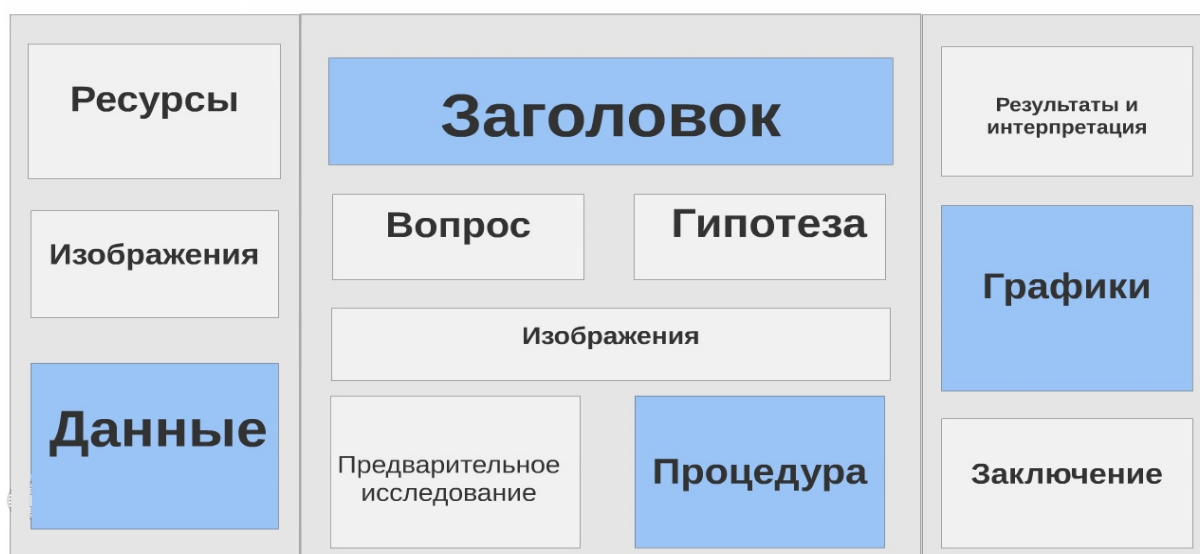 Ресурсы
Изображения
Данные
Заголовок
Вопрос
Гипотеза
Изображения
Предварительное
исследование
Процедура
Результаты и
интерпретация
Графики
Заключение